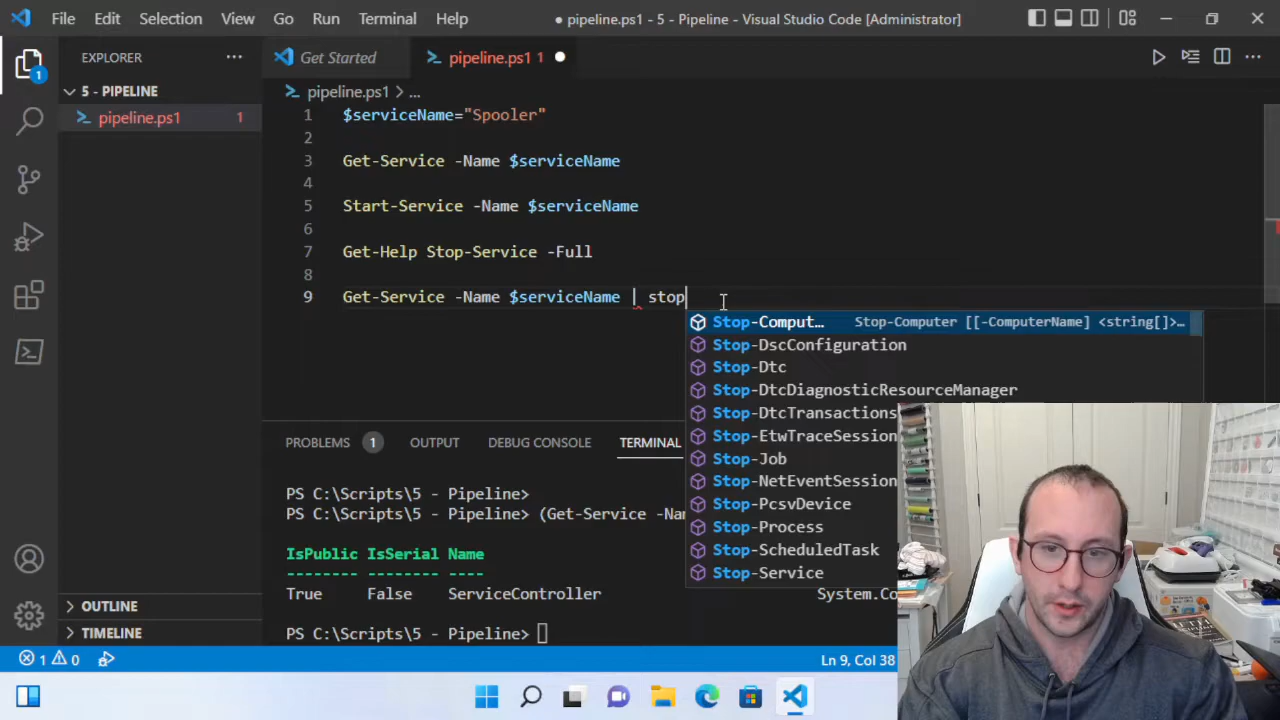 File Edit Selection View Go Run Terminal Help
● pipeline.ps1 - 5 - Pipeline - Visual Studio Code [Administrator]
EXPLORER
5 - PIPELINE
pipeline.ps1 1
1
OUTLINE
TIMELINE
Get Started
pipeline.ps1 1
pipeline.ps1 > ...
1 $serviceName="Spooler"
2
3 Get-Service -Name $serviceName
4
5 Start-Service -Name $serviceName
6
7 Get-Help Stop-Service -Full
8
9 Get-Service -Name $serviceName | stop
Stop-Comput… Stop-Computer [[-ComputerName] <string[]>…
Stop-DscConfiguration
Stop-Dtc
Stop-DtcDiagnosticResourceManager
Stop-DtcTransactions
Stop-EtwTraceSession
Stop-Job
Stop-NetEventSession
Stop-PcsvDevice
Stop-Process
Stop-ScheduledTask
Stop-Service
PROBLEMS 1 OUTPUT DEBUG CONSOLE TERMINAL
PS C:\Scripts\5 - Pipeline>
PS C:\Scripts\5 - Pipeline> (Get-Service -Na
IsPublic IsSerial Name
-------- -------- ----
True False ServiceController System.Co
PS C:\Scripts\5 - Pipeline>
1 0 Ln 9, Col 38